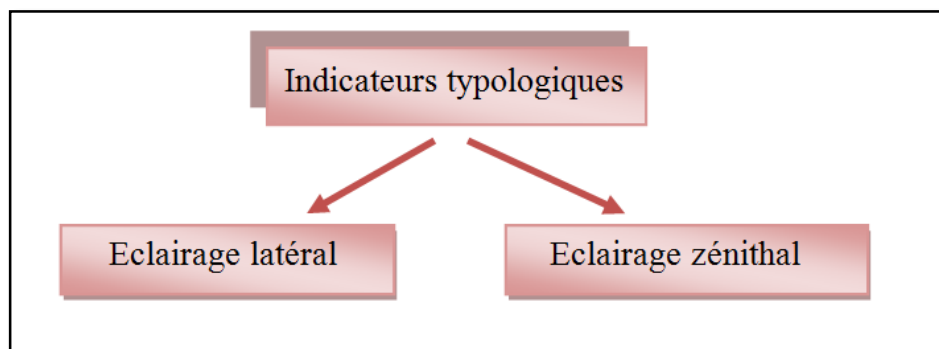 Indicateurs typologiques
Eclairage latéral
Eclairage zénithal